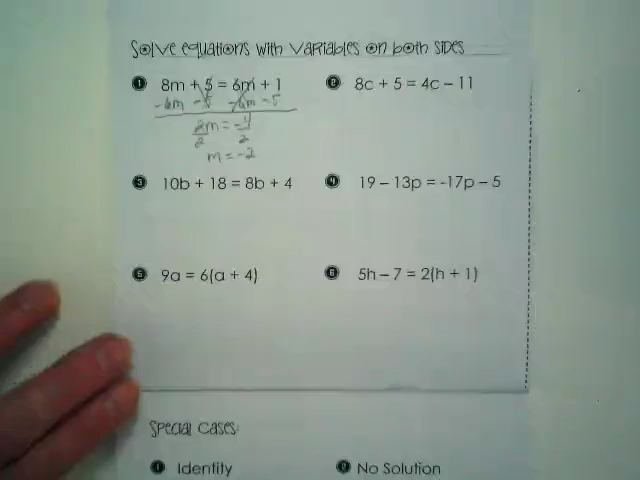 Solve equations with variables on both sides
1 8m + 5 = 6m + 1
-6m -5 -6m -5
2m = -4
2 2
m = -2
2 8c + 5 = 4c – 11
3 10b + 18 = 8b + 4
4 19 – 13p = -17p – 5
5 9a = 6(a + 4)
6 5h – 7 = 2(h + 1)
Special Cases:
1 Identity
2 No Solution